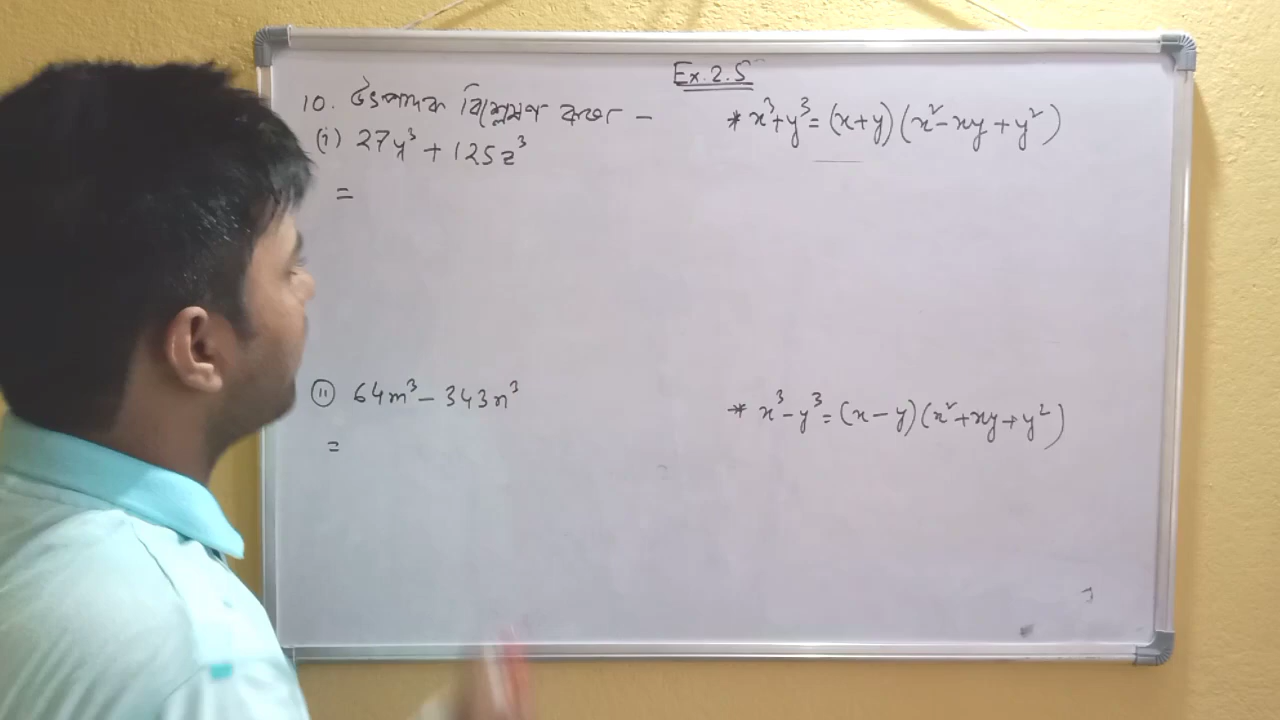 Ex. 2.5
10. উৎপাদক বিশ্লেষণ কৰা –
* x³+y³ = (x+y)(x²-xy+y²)
(i) 27y³ + 125z³
=
(ii) 64m³ - 343n³
* x³-y³ = (x-y)(x²+xy+y²)
=